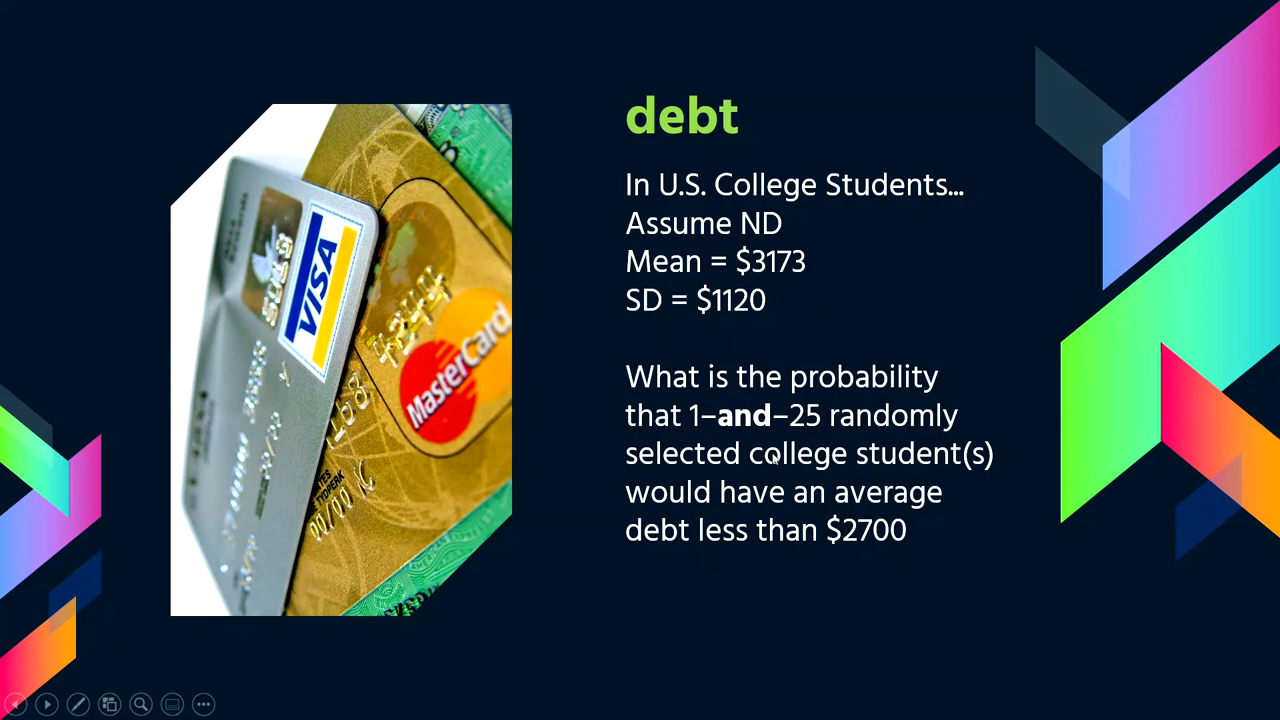 debt
In U.S. College Students...
Assume ND
Mean = $3173
SD = $1120
What is the probability
that 1–and–25 randomly
selected college student(s)
would have an average
debt less than $2700
VISA
MasterCard